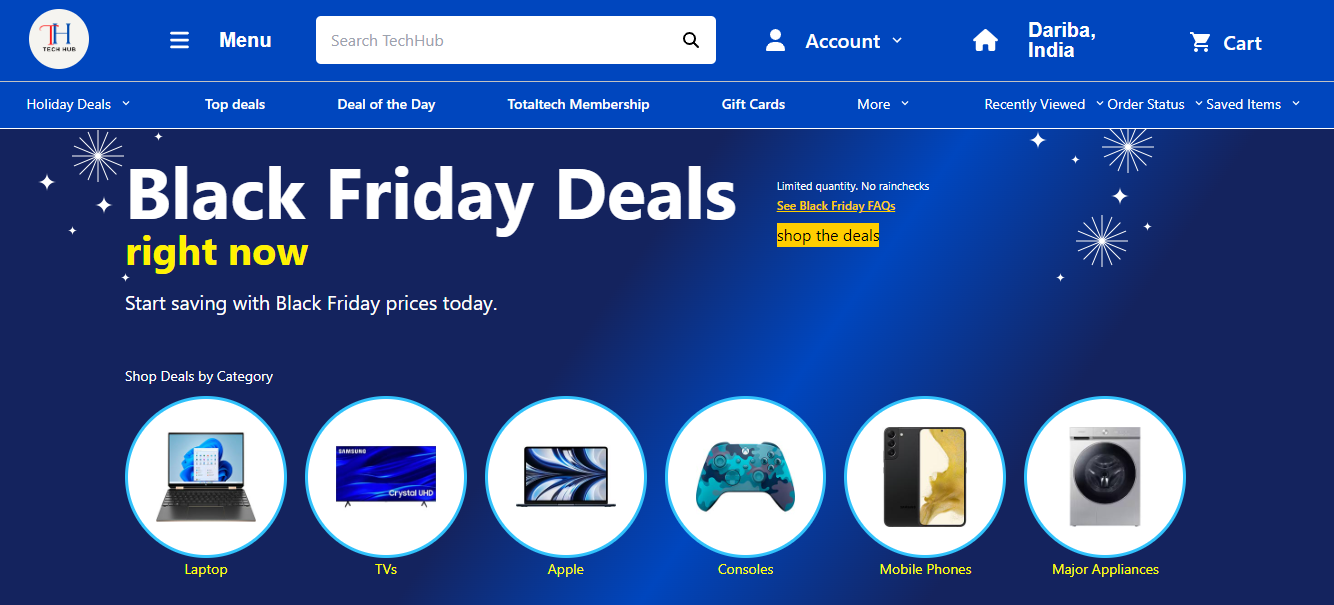 TH
TECH HUB
Menu
Search TechHub
Account
Dariba,
India
Cart
Holiday Deals
Top deals
Deal of the Day
Totaltech Membership
Gift Cards
More
Recently Viewed
Order Status
Saved Items
Black Friday Deals
right now
Start saving with Black Friday prices today.
Limited quantity. No rainchecks
See Black Friday FAQs
shop the deals
Shop Deals by Category
SAMSUNG
Crystal UHD
Laptop
TVs
Apple
Consoles
Mobile Phones
Major Appliances